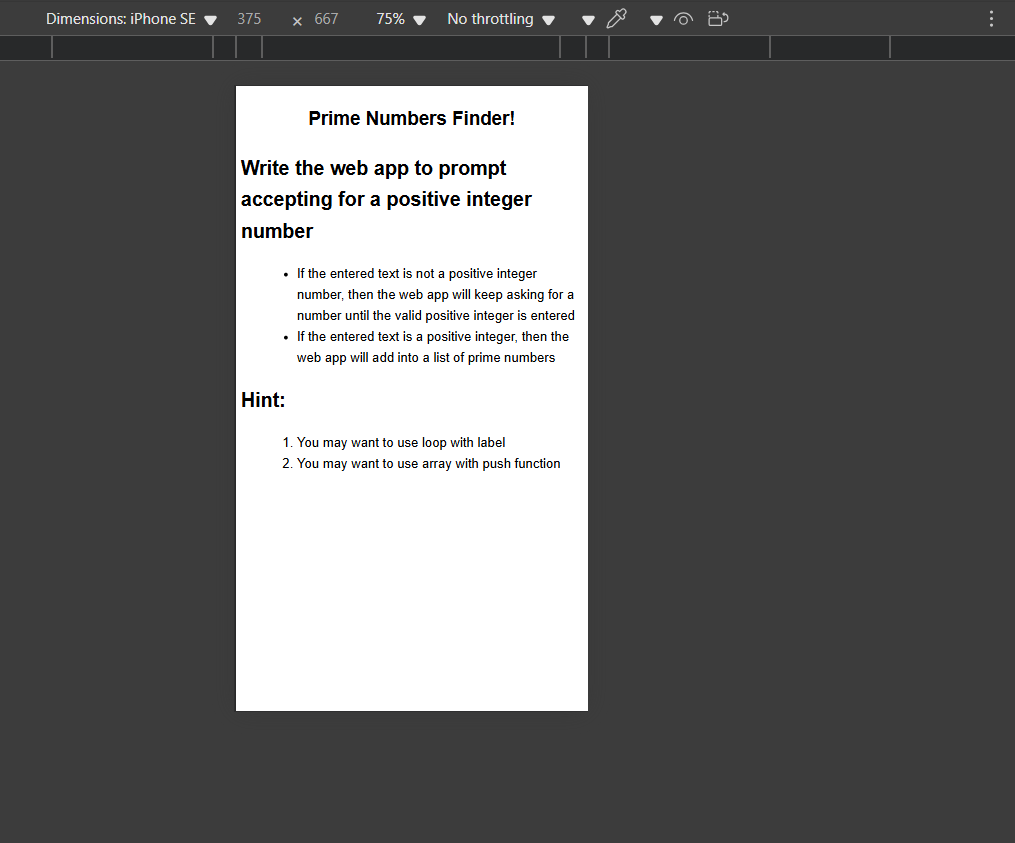 Dimensions: iPhone SE 375 × 667 75% No throttling
Prime Numbers Finder!
Write the web app to prompt
accepting for a positive integer
number
• If the entered text is not a positive integer
number, then the web app will keep asking for a
number until the valid positive integer is entered
• If the entered text is a positive integer, then the
web app will add into a list of prime numbers
Hint:
1. You may want to use loop with label
2. You may want to use array with push function